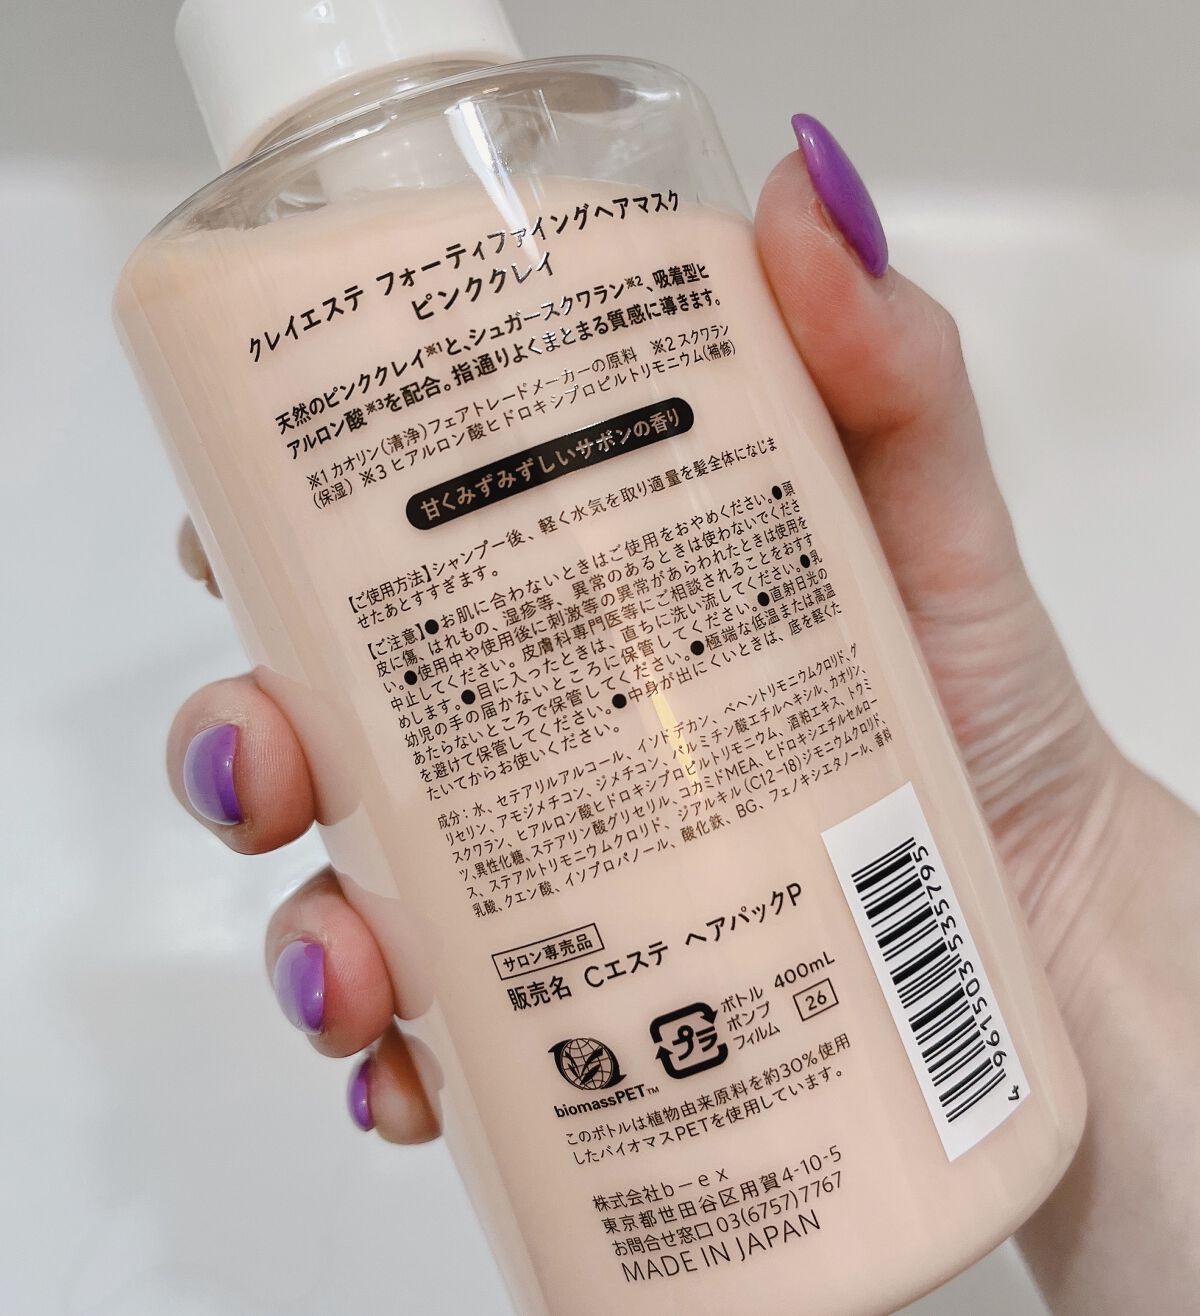 クレイエステ フォーティファイングヘアマスク
ピンククレイ
天然のピンククレイ※1と、シュガースクワラン※2、吸着型ヒ
アルロン酸※3を配合。指通りよくまとまる質感に導きます。
※1 カオリン(清浄)フェアトレードメーカーの原料 ※2 スクワラン
(保湿) ※3 ヒアルロン酸ヒドロキシプロピルトリモニウム(補修)
甘くみずみずしいサボンの香り
【ご使用方法】シャンプー後、軽く水気を取り適量を髪全体になじま
せたあとすすぎます。
【ご注意】●お肌に合わないときはご使用をおやめください。●頭
皮に傷、はれもの、湿疹等、異常のあるときは使わないでくださ
い。●使用中や使用後に刺激等の異常があらわれたときは使用を
中止してください。皮膚科専門医等にご相談されることをおすす
めします。●目に入ったときは、直ちに洗い流してください。●乳
幼児の手の届かないところに保管してください。●直射日光の
あたらないところで保管してください。●極端な低温または高温
を避けて保管してください。●中身が出にくいときは、底を軽くた
たいてからお使いください。
成分:水、セテアリルアルコール、イソドデカン、ベヘントリモニウムクロリド、グ
リセリン、アモジメチコン、ジメチコン、パルミチン酸エチルヘキシル、カオリン、
スクワラン、ヒアルロン酸ヒドロキシプロピルトリモニウム、酒粕エキス、トウミ
ツ、異性化糖、ステアリン酸グリセリル、コカミドMEA、ヒドロキシエチルセルロー
ス、ステアルトリモニウムクロリド、ジアルキル(C12-18)ジモニウムクロリド、
乳酸、クエン酸、イソプロパノール、酸化鉄、BG、フェノキシエタノール、香料
サロン専売品
販売名 Cエステ ヘアパックP
400mL
プラ
ボトル
ポンプ
フィルム
26
biomassPET™
このボトルは植物由来原料を約30%使用
したバイオマスPETを使用しています。
株式会社b-ex
東京都世田谷区用賀4-10-5
お問合せ窓口 03(6757)7767
MADE IN JAPAN